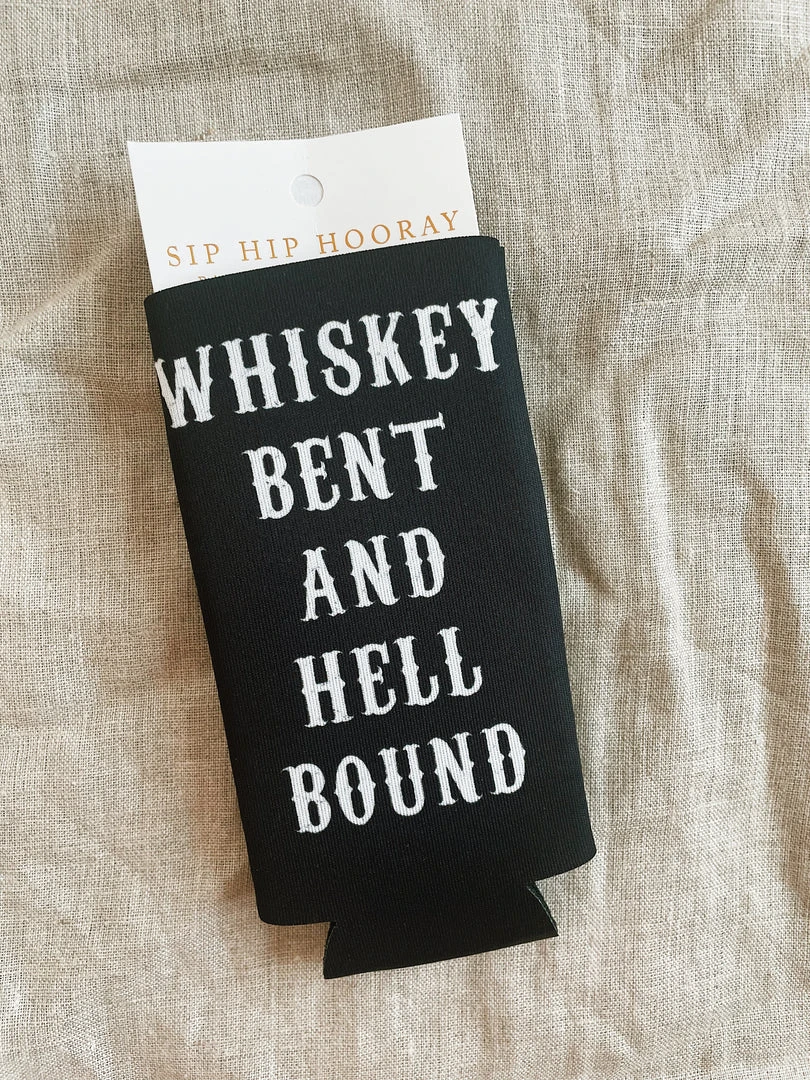 SIP HIP HOORAY
WHISKEY
BENT
AND
HELL
BOUND